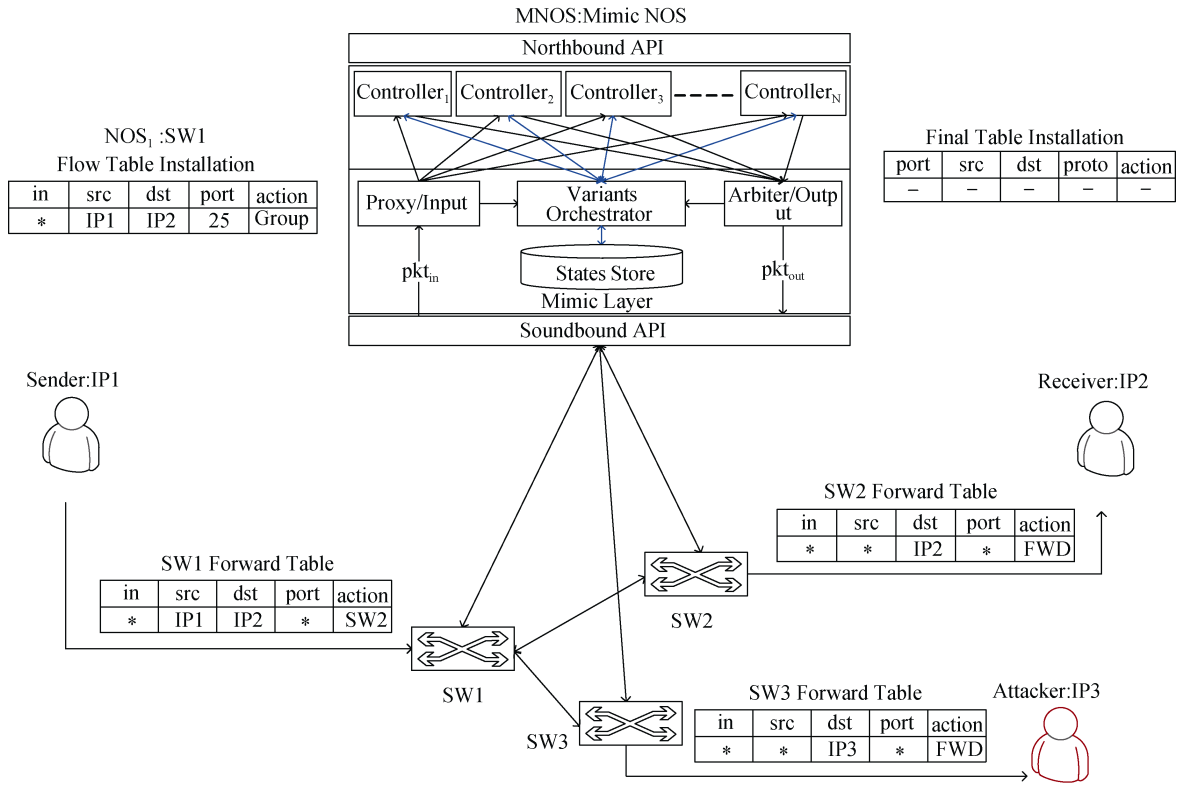 MNOS:Mimic NOS
Northbound API
Controller1 Controller2 Controller3 ControllerN
NOS1 :SW1
Flow Table Installation
in src dst port action
* IP1 IP2 25 Group
Final Table Installation
port src dst proto action
– – – – –
Proxy/Input
Variants
Orchestrator
Arbiter/Outp
ut
pktin
States Store
pktout
Mimic Layer
Soundbound API
Sender:IP1
Receiver:IP2
SW2 Forward Table
in src dst port action
* * IP2 * FWD
SW1 Forward Table
in src dst port action
* IP1 IP2 * SW2
SW2
SW1
SW3
SW3 Forward Table
in src dst port action
* * IP3 * FWD
Attacker:IP3